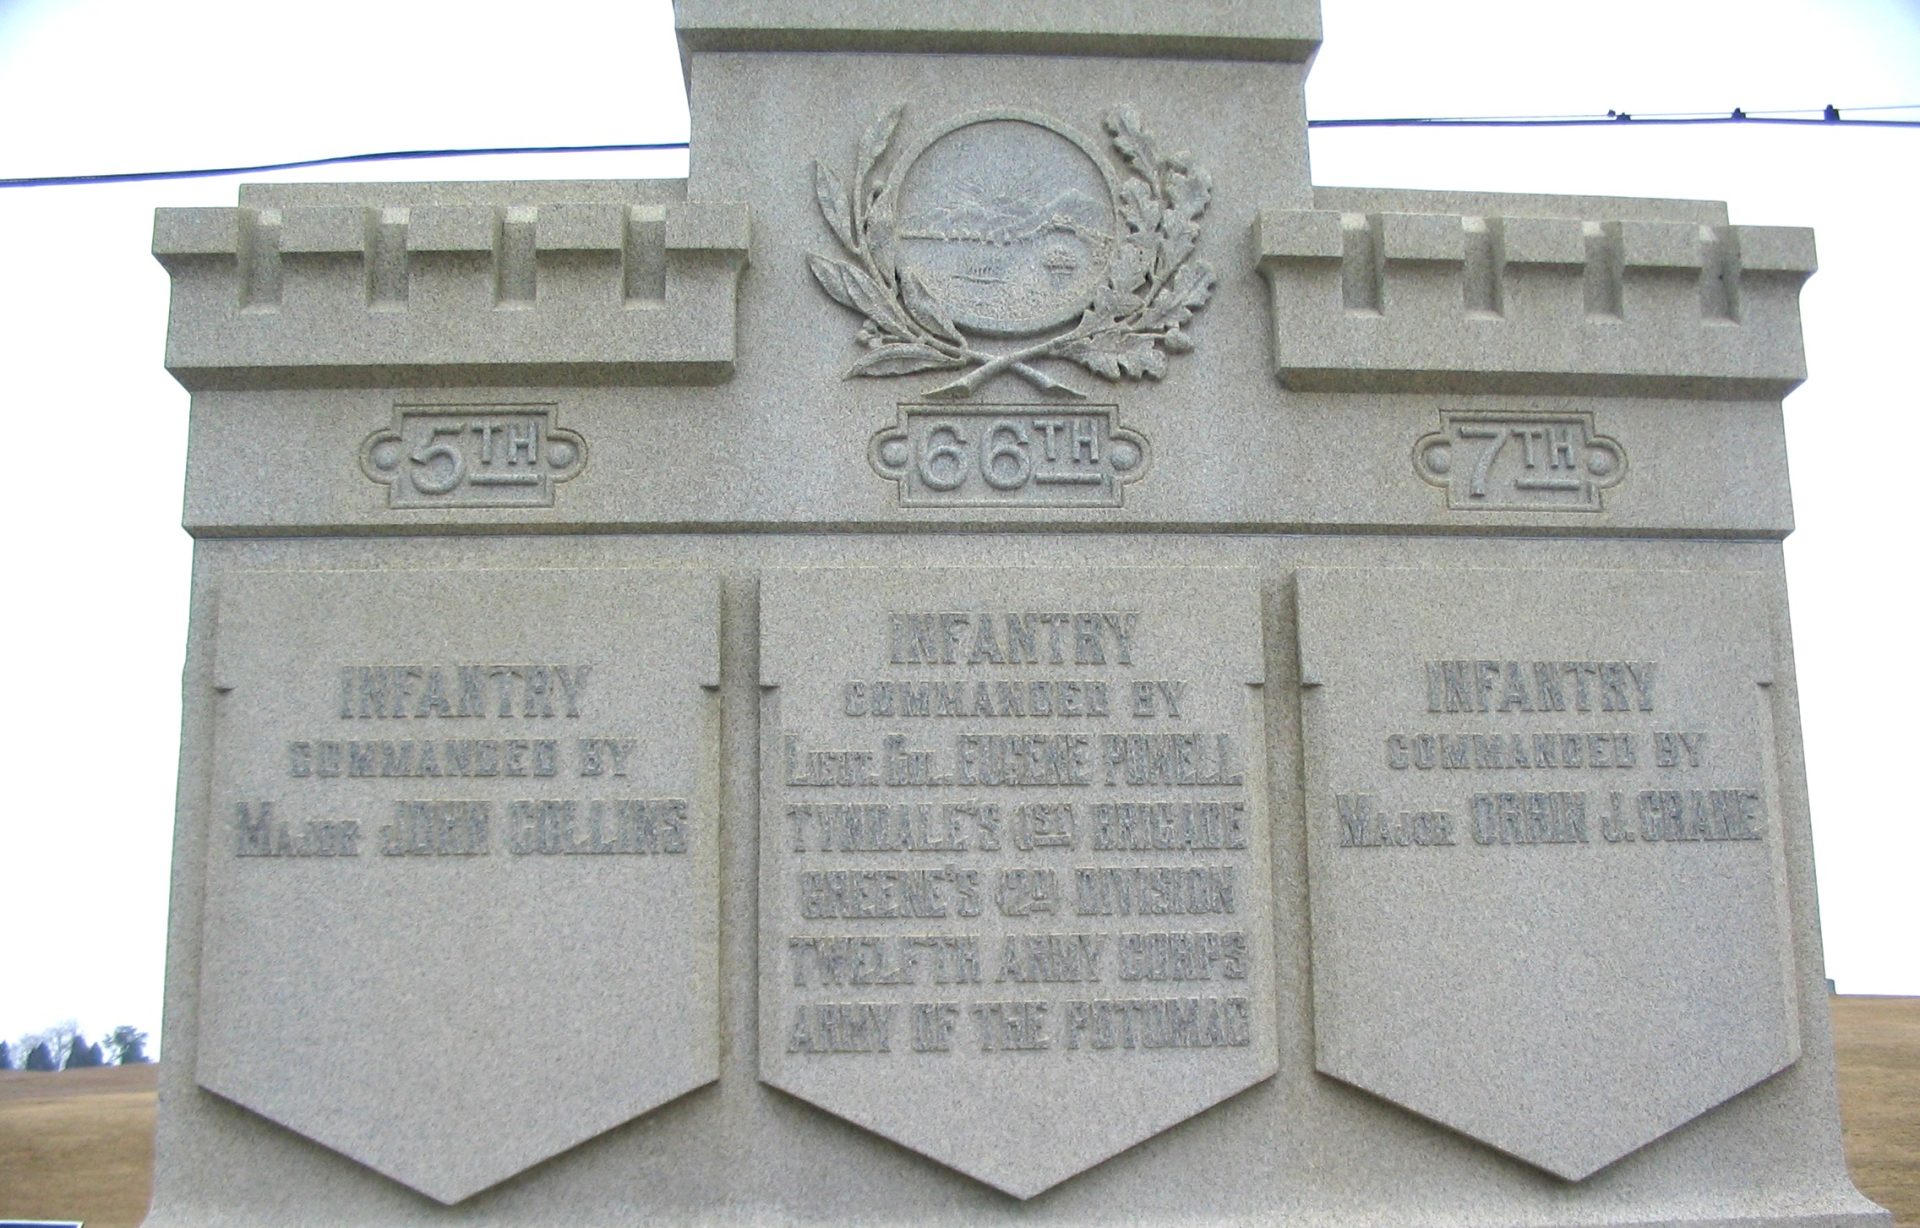 5TH
INFANTRY
COMMANDED BY
MAJOR JOHN COLLINS
66TH
INFANTRY
COMMANDED BY
LIEUT. COL. EUGENE POWELL
TYNDALE'S (1ST) BRIGADE
GREENE'S (2D) DIVISION
TWELFTH ARMY CORPS
ARMY OF THE POTOMAC
7TH
INFANTRY
COMMANDED BY
MAJOR ORRIN J. CRANE